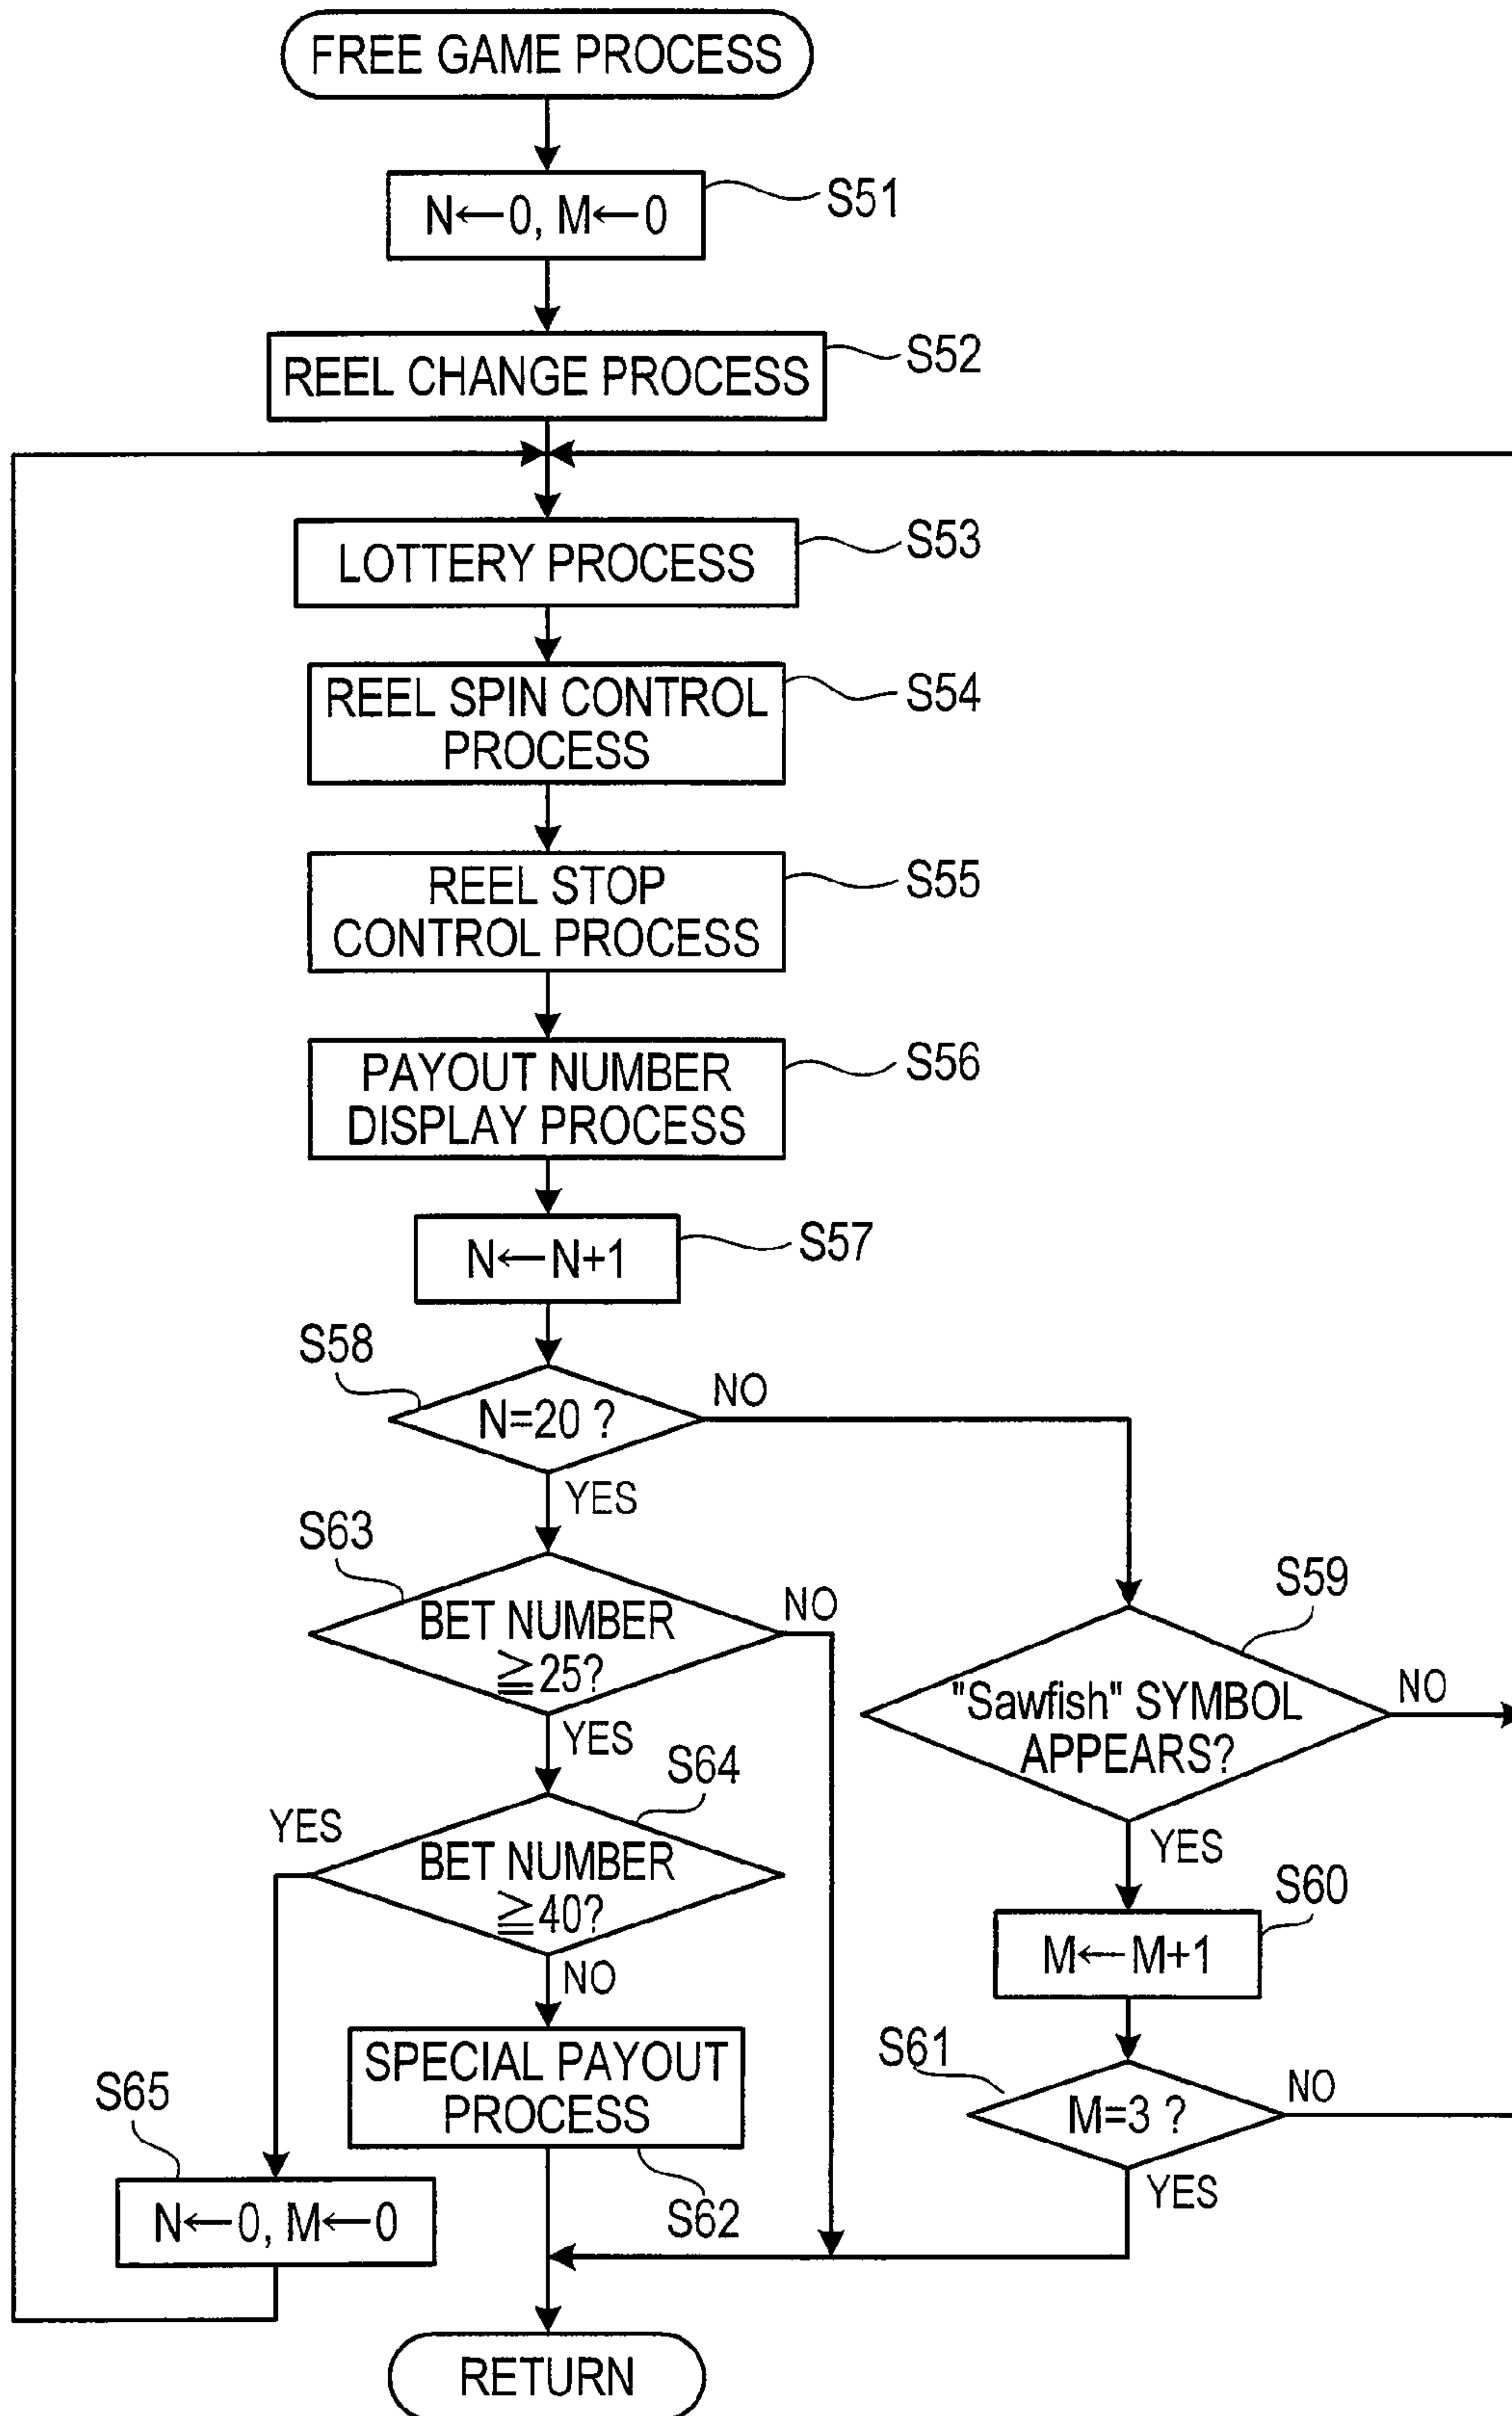 FREE GAME PROCESS
N←0, M←0
S51
REEL CHANGE PROCESS
S52
LOTTERY PROCESS
S53
REEL SPIN CONTROL
PROCESS
S54
REEL STOP
CONTROL PROCESS
S55
PAYOUT NUMBER
DISPLAY PROCESS
S56
N←N+1
S57
S58
N=20 ?
NO
YES
S63
BET NUMBER
≧25?
NO
YES
S59
"Sawfish" SYMBOL
APPEARS?
NO
YES
S64
YES
BET NUMBER
≧40?
NO
S60
M←M+1
S61
M=3 ?
NO
YES
SPECIAL PAYOUT
PROCESS
S62
S65
N←0, M←0
RETURN